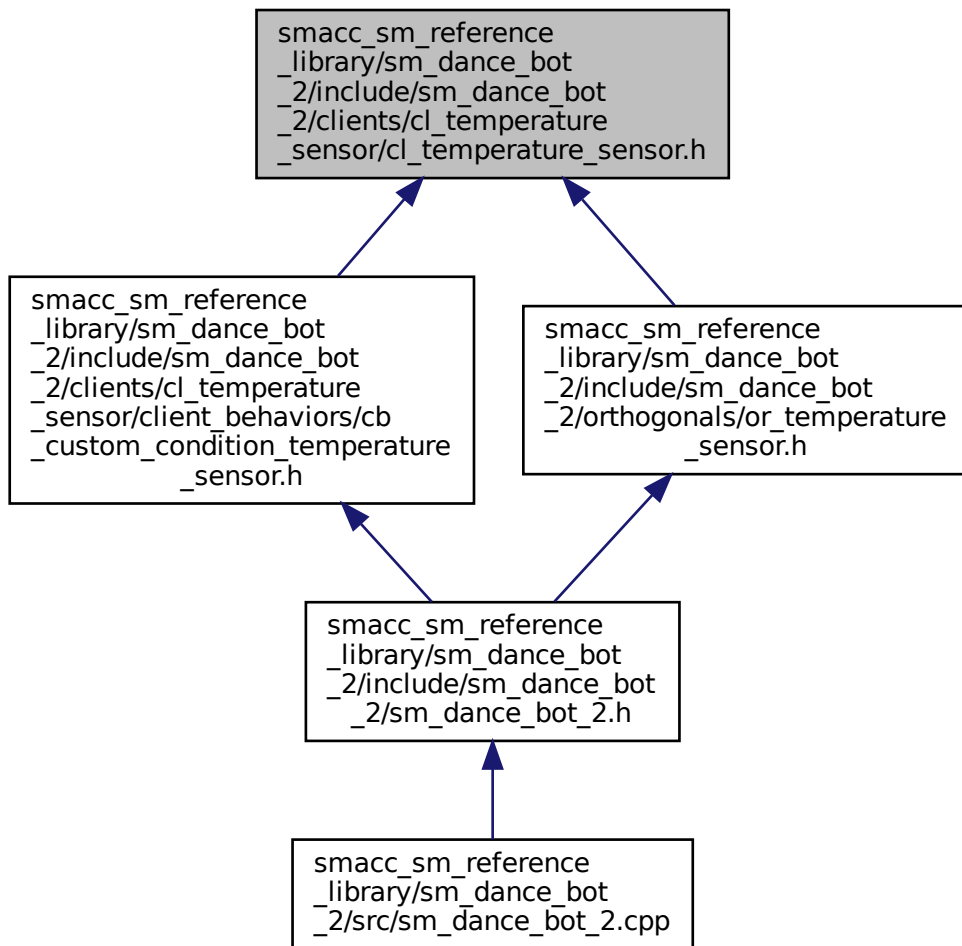 smacc_sm_reference
_library/sm_dance_bot
_2/include/sm_dance_bot
_2/clients/cl_temperature
_sensor/cl_temperature_sensor.h
smacc_sm_reference
_library/sm_dance_bot
_2/include/sm_dance_bot
_2/clients/cl_temperature
_sensor/client_behaviors/cb
_custom_condition_temperature
_sensor.h
smacc_sm_reference
_library/sm_dance_bot
_2/include/sm_dance_bot
_2/orthogonals/or_temperature
_sensor.h
smacc_sm_reference
_library/sm_dance_bot
_2/include/sm_dance_bot
_2/sm_dance_bot_2.h
smacc_sm_reference
_library/sm_dance_bot
_2/src/sm_dance_bot_2.cpp